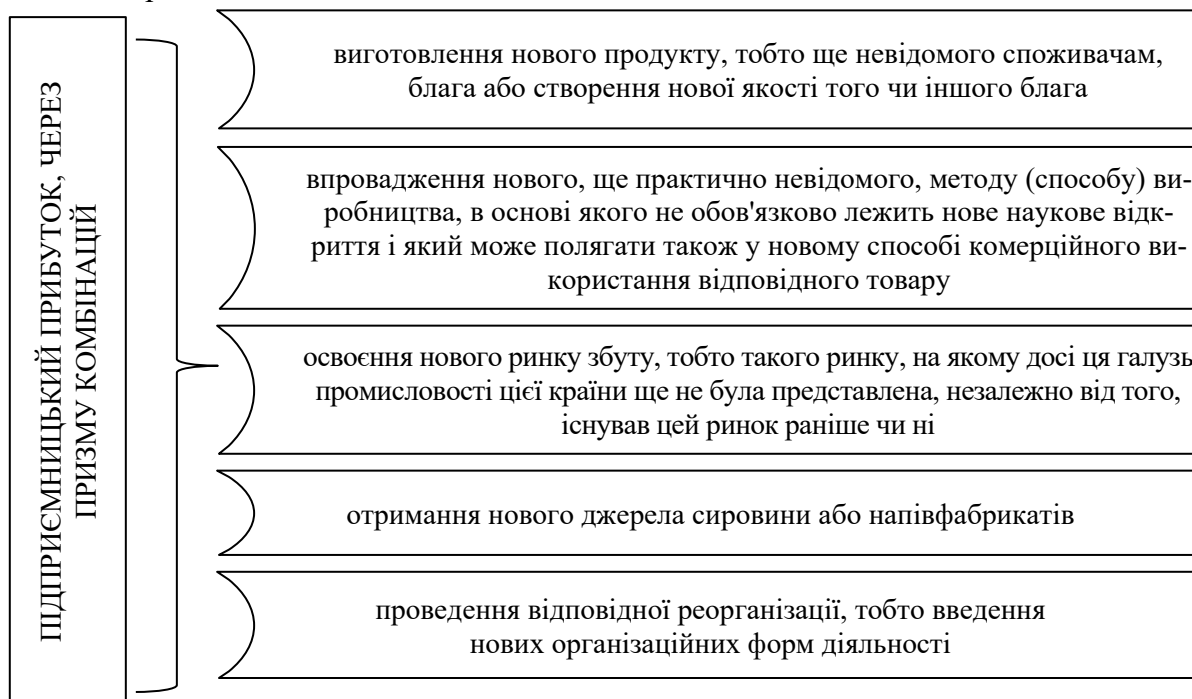 ПІДПРИЄМНИЦЬКИЙ ПРИБУТОК, ЧЕРЕЗ
ПРИЗМУ КОМБІНАЦІЙ
виготовлення нового продукту, тобто ще невідомого споживачам,
блага або створення нової якості того чи іншого блага
впровадження нового, ще практично невідомого, методу (способу) ви-
робництва, в основі якого не обов'язково лежить нове наукове відк-
риття і який може полягати також у новому способі комерційного ви-
користання відповідного товару
освоєння нового ринку збуту, тобто такого ринку, на якому досі ця галузь
промисловості цієї країни ще не була представлена, незалежно від того,
існував цей ринок раніше чи ні
отримання нового джерела сировини або напівфабрикатів
проведення відповідної реорганізації, тобто введення
нових організаційних форм діяльності